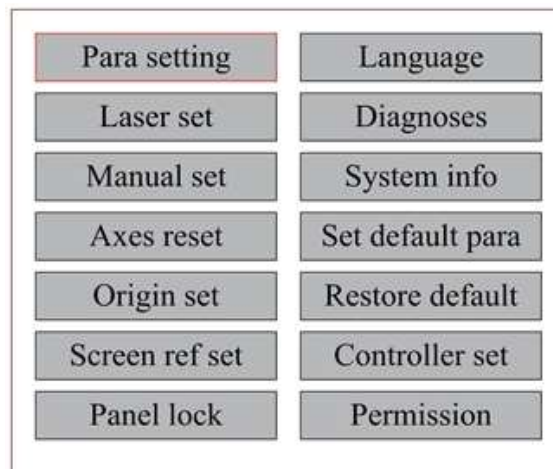 Para setting
Language
Laser set
Diagnoses
Manual set
System info
Axes reset
Set default para
Origin set
Restore default
Screen ref set
Controller set
Panel lock
Permission